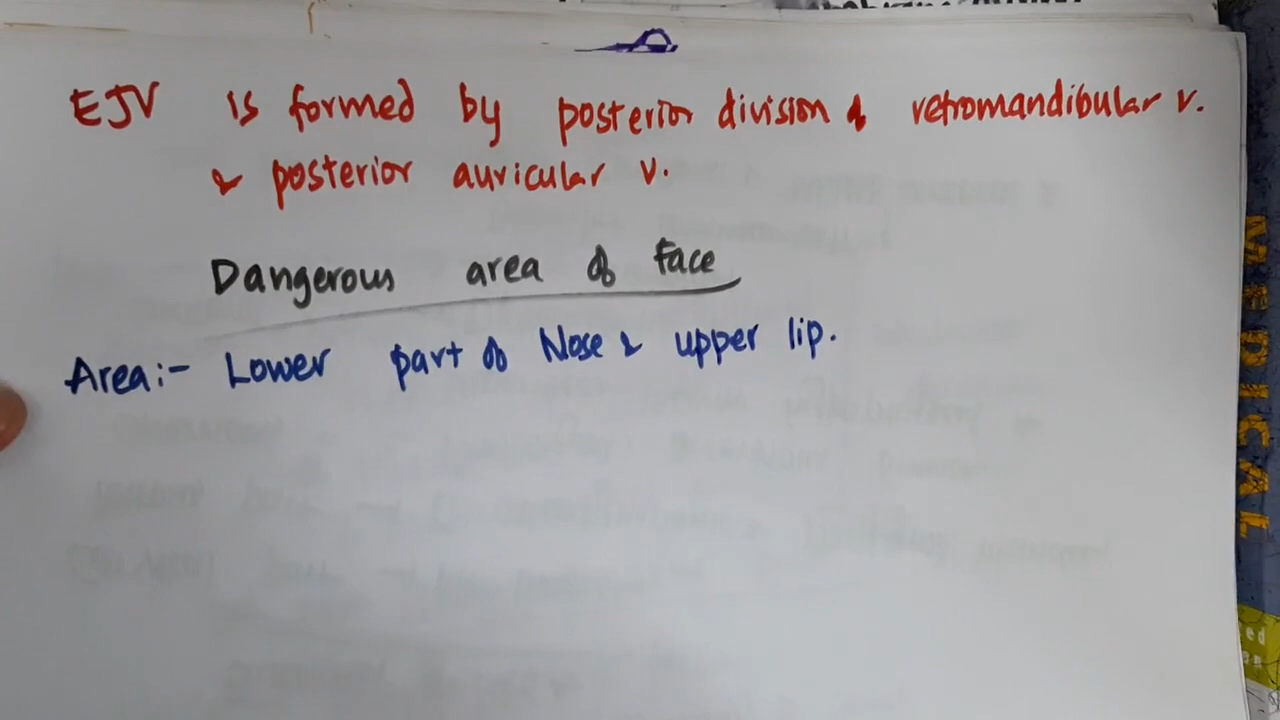 EJV is formed by posterior division of retromandibular v.
& posterior auricular v.
Dangerous area of face
Area:- Lower part of Nose & upper lip.
MEDICAL